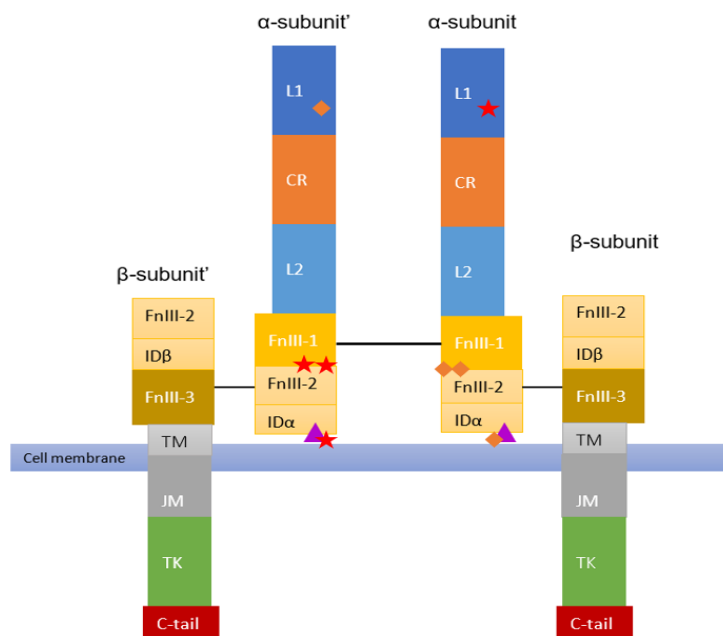 α-subunit’ α-subunit
L1 L1
CR CR
β-subunit’ L2 L2 β-subunit
FnIII-2 FnIII-2
FnIII-1 FnIII-1
IDβ IDβ
FnIII-3 FnIII-2 FnIII-2 FnIII-3
IDα IDα
TM TM
Cell membrane
JM JM
TK TK
C-tail C-tail